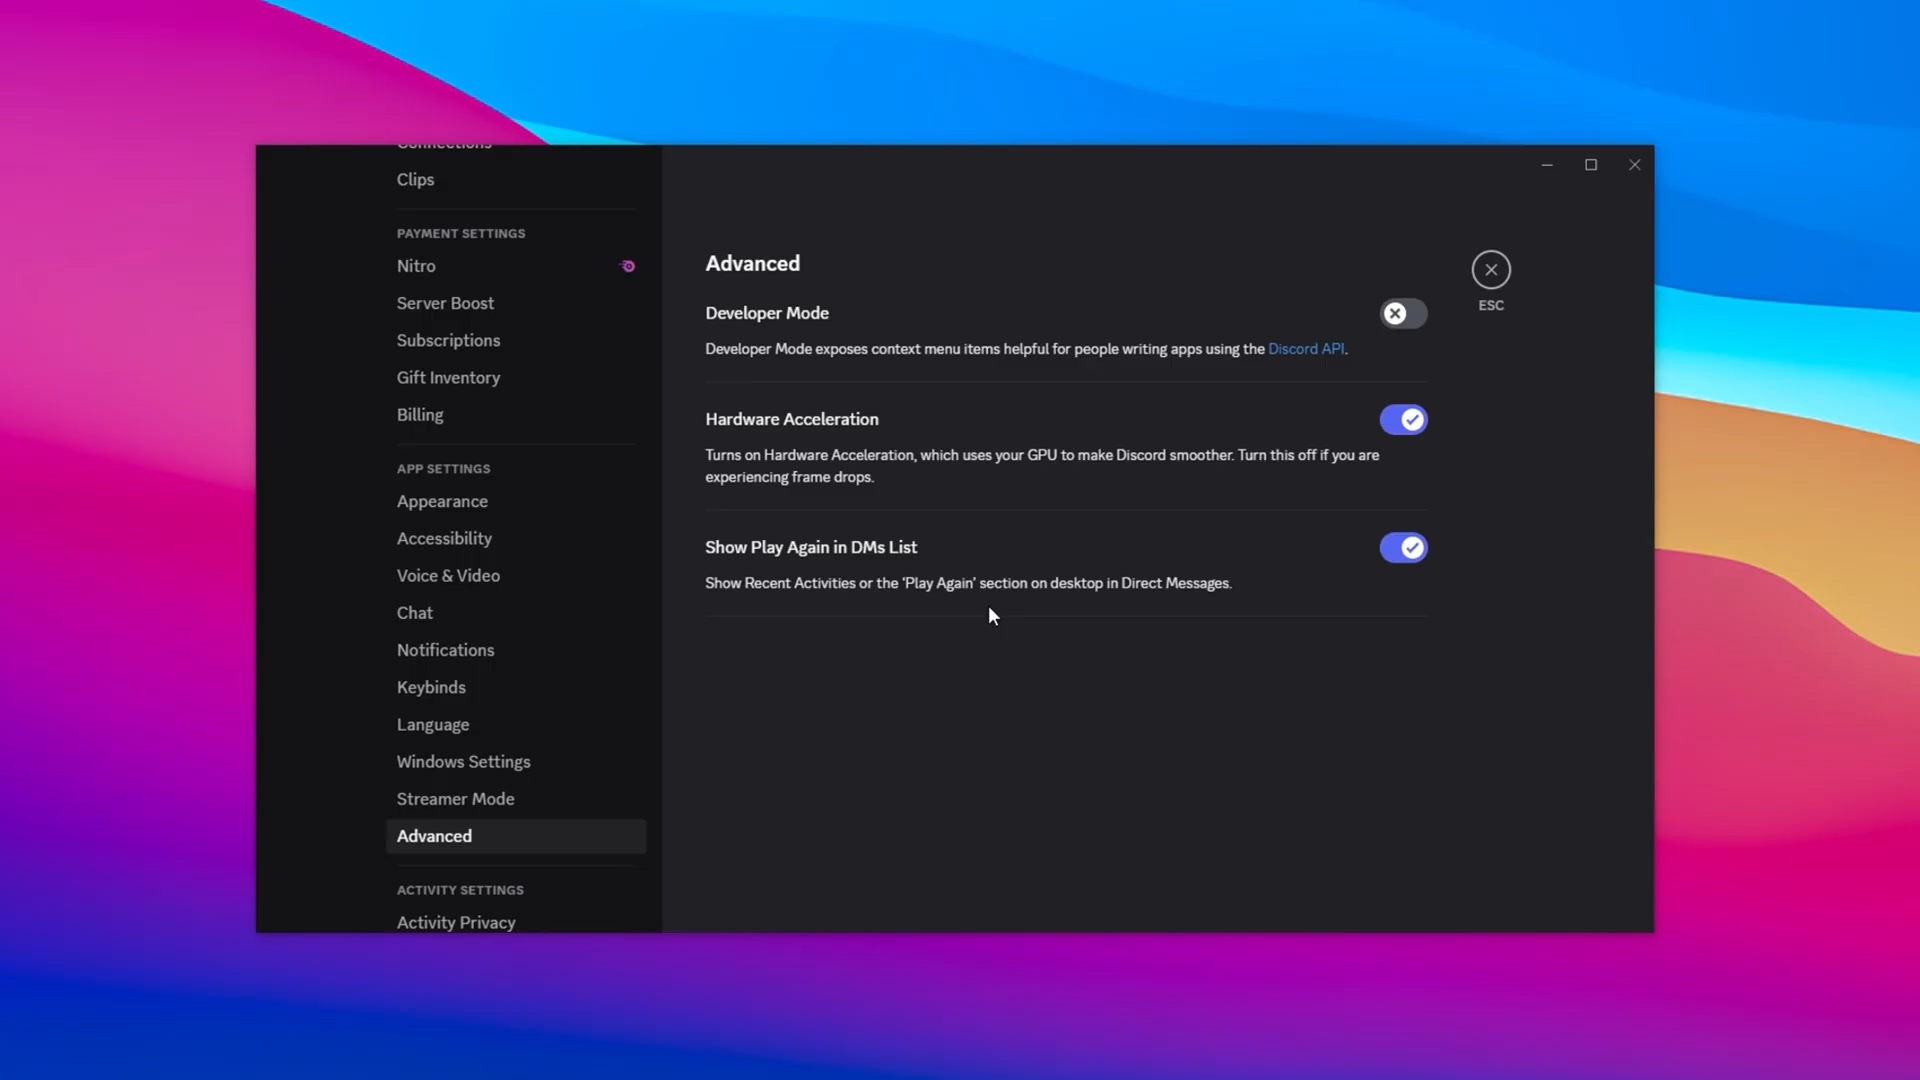 Connections
Clips
PAYMENT SETTINGS
Nitro
Server Boost
Subscriptions
Gift Inventory
Billing
APP SETTINGS
Appearance
Accessibility
Voice & Video
Chat
Notifications
Keybinds
Language
Windows Settings
Streamer Mode
Advanced
ACTIVITY SETTINGS
Activity Privacy
Advanced
Developer Mode
Developer Mode exposes context menu items helpful for people writing apps using the Discord API.
Hardware Acceleration
Turns on Hardware Acceleration, which uses your GPU to make Discord smoother. Turn this off if you are
experiencing frame drops.
Show Play Again in DMs List
Show Recent Activities or the 'Play Again' section on desktop in Direct Messages.
ESC